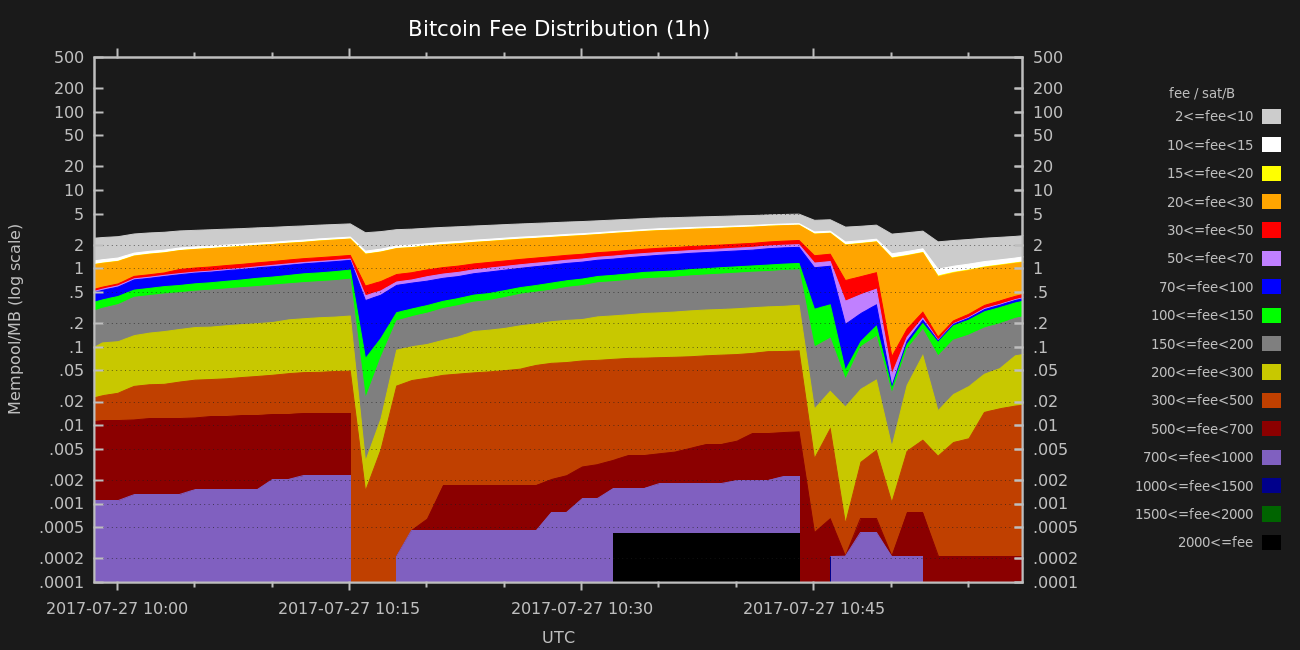 Bitcoin Fee Distribution (1h)
500
200
100
50
20
10
5
2
1
.5
.2
.1
.05
.02
.01
.005
.002
.001
.0005
.0002
.0001
Mempool/MB (log scale)
500
200
100
50
20
10
5
2
1
.5
.2
.1
.05
.02
.01
.005
.002
.001
.0005
.0002
.0001
2017-07-27 10:00
2017-07-27 10:15
2017-07-27 10:30
2017-07-27 10:45
UTC
fee / sat/B
2<=fee<10
10<=fee<15
15<=fee<20
20<=fee<30
30<=fee<50
50<=fee<70
70<=fee<100
100<=fee<150
150<=fee<200
200<=fee<300
300<=fee<500
500<=fee<700
700<=fee<1000
1000<=fee<1500
1500<=fee<2000
2000<=fee